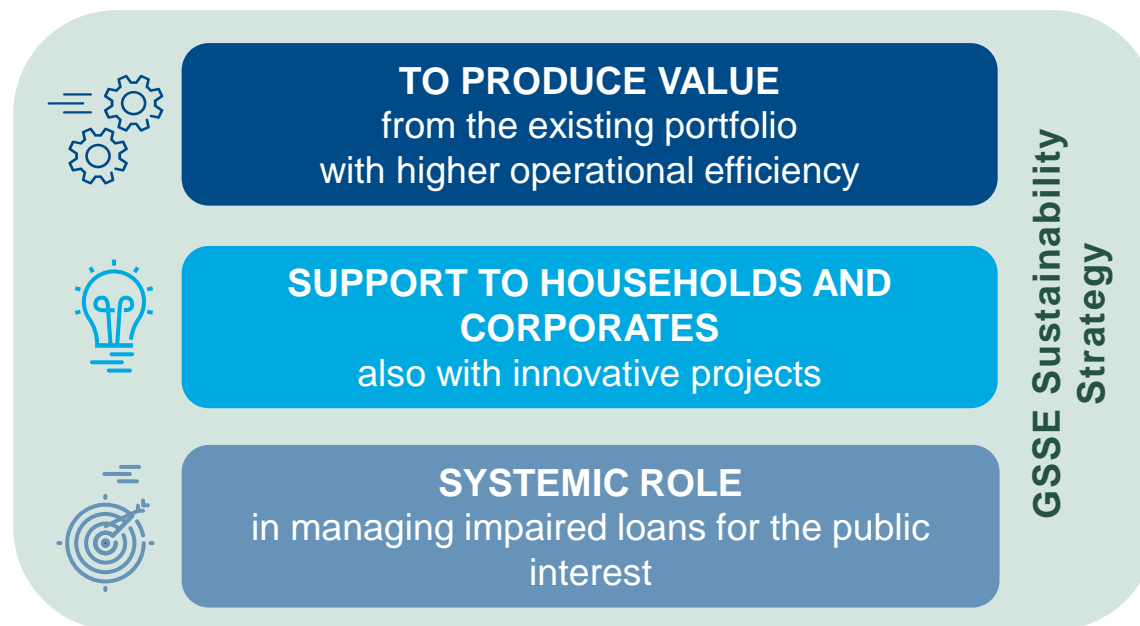 TO PRODUCE VALUE
from the existing portfolio
with higher operational efficiency
SUPPORT TO HOUSEHOLDS AND
CORPORATES
also with innovative projects
SYSTEMIC ROLE
in managing impaired loans for the public
interest
GSSE Sustainability
Strategy